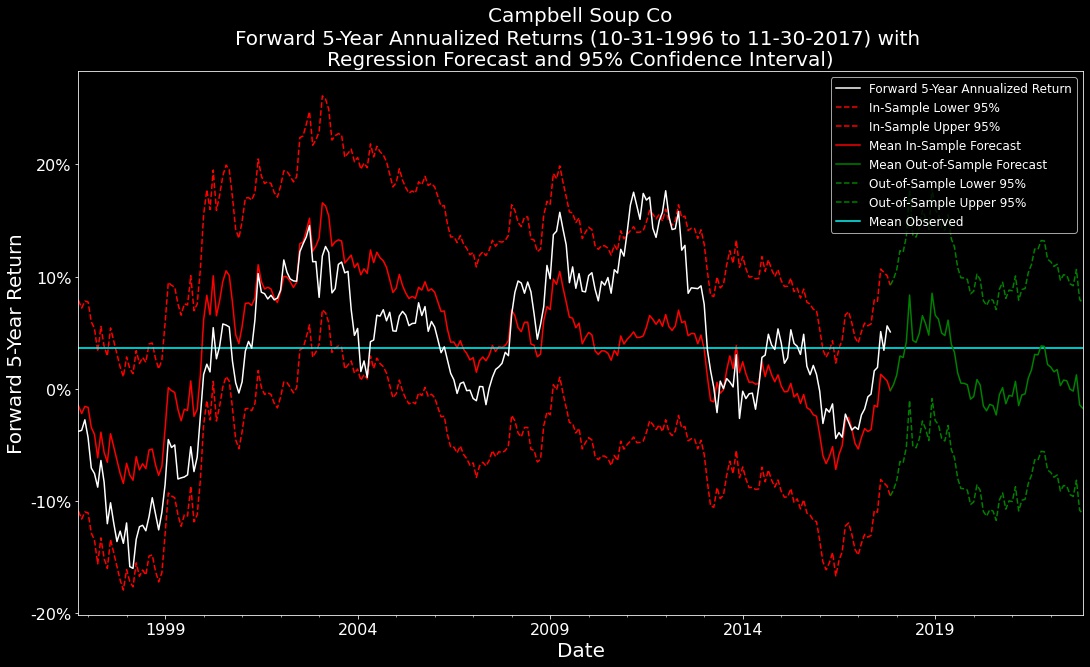 Campbell Soup Co
Forward 5-Year Annualized Returns (10-31-1996 to 11-30-2017) with
Regression Forecast and 95% Confidence Interval)
Forward 5-Year Annualized Return
In-Sample Lower 95%
In-Sample Upper 95%
Mean In-Sample Forecast
Mean Out-of-Sample Forecast
Out-of-Sample Lower 95%
Out-of-Sample Upper 95%
Mean Observed
Forward 5-Year Return
20%
10%
0%
-10%
-20%
1999 2004 2009 2014 2019
Date